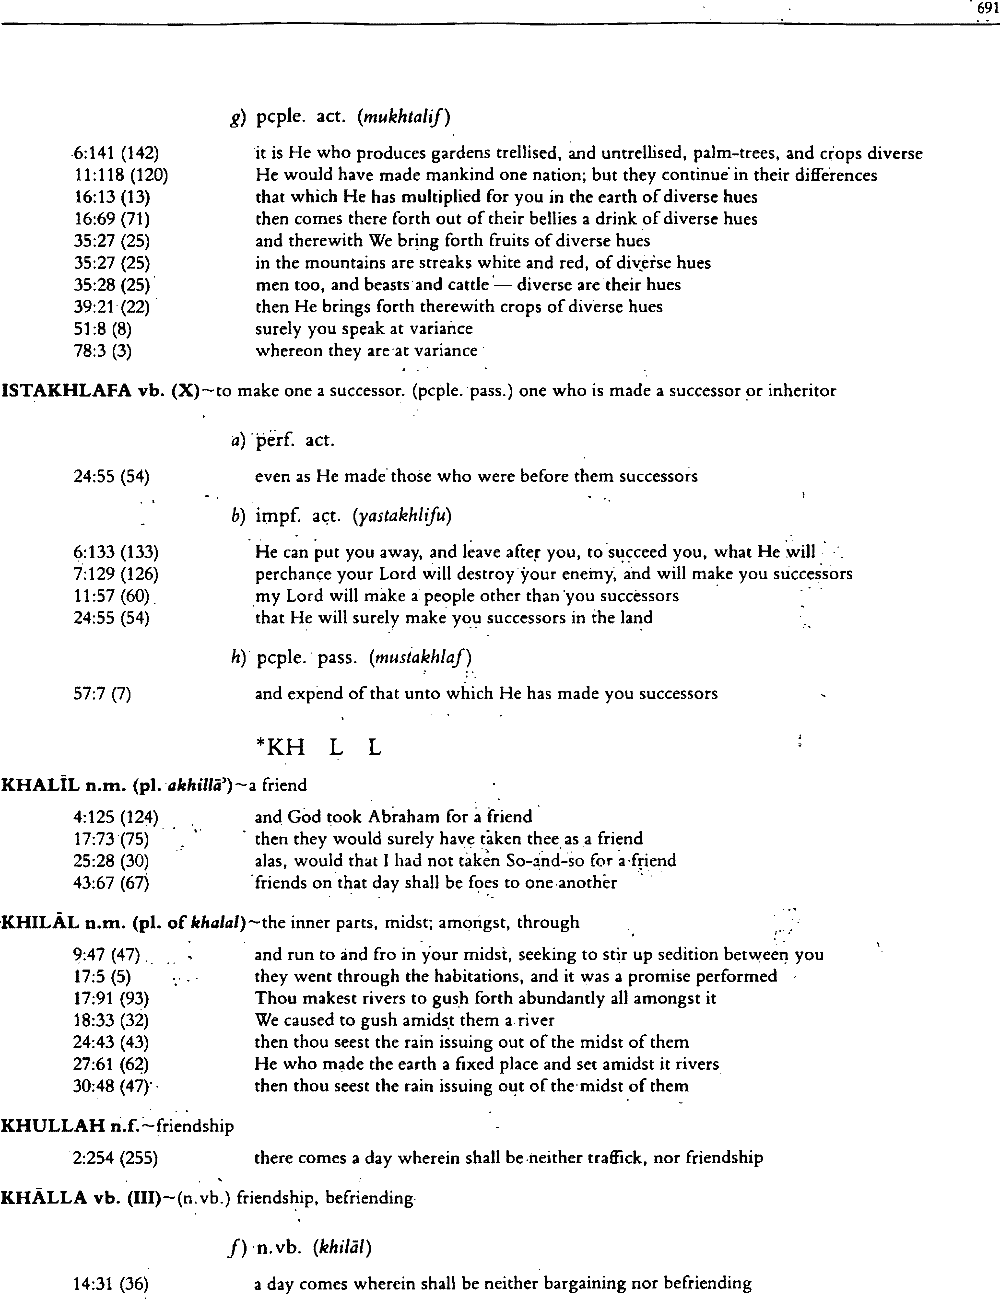 691
g) pcple. act. (mukhtalif)
6:141 (142) it is He who produces gardens trellised, and untrellised, palm-trees, and crops diverse
11:118 (120) He would have made mankind one nation; but they continue in their differences
16:13 (13) that which He has multiplied for you in the earth of diverse hues
16:69 (71) then comes there forth out of their bellies a drink of diverse hues
35:27 (25) and therewith We bring forth fruits of diverse hues
35:27 (25) in the mountains are streaks white and red, of diverse hues
35:28 (25) men too, and beasts and cattle — diverse are their hues
39:21 (22) then He brings forth therewith crops of diverse hues
51:8 (8) surely you speak at variance
78:3 (3) whereon they are at variance
ISTAKHLAFA vb. (X)~to make one a successor. (pcple. pass.) one who is made a successor or inheritor
a) perf. act.
24:55 (54) even as He made those who were before them successors
b) impf. act. (yastakhlifu)
6:133 (133) He can put you away, and leave after you, to succeed you, what He will
7:129 (126) perchance your Lord will destroy your enemy, and will make you successors
11:57 (60) my Lord will make a people other than you successors
24:55 (54) that He will surely make you successors in the land
h) pcple. pass. (mustakhlaf)
57:7 (7) and expend of that unto which He has made you successors
*KH L L
KHALĪL n.m. (pl. akhillā’)~a friend
4:125 (124) and God took Abraham for a friend
17:73 (75) then they would surely have taken thee as a friend
25:28 (30) alas, would that I had not taken So-and-so for a friend
43:67 (67) friends on that day shall be foes to one another
KHILĀL n.m. (pl. of khalal)~the inner parts, midst; amongst, through
9:47 (47) and run to and fro in your midst, seeking to stir up sedition between you
17:5 (5) they went through the habitations, and it was a promise performed
17:91 (93) Thou makest rivers to gush forth abundantly all amongst it
18:33 (32) We caused to gush amidst them a river
24:43 (43) then thou seest the rain issuing out of the midst of them
27:61 (62) He who made the earth a fixed place and set amidst it rivers
30:48 (47) then thou seest the rain issuing out of the midst of them
KHULLAH n.f.~friendship
2:254 (255) there comes a day wherein shall be neither traffick, nor friendship
KHĀLLA vb. (III)~(n.vb.) friendship, befriending
f) n.vb. (khilāl)
14:31 (36) a day comes wherein shall be neither bargaining nor befriending